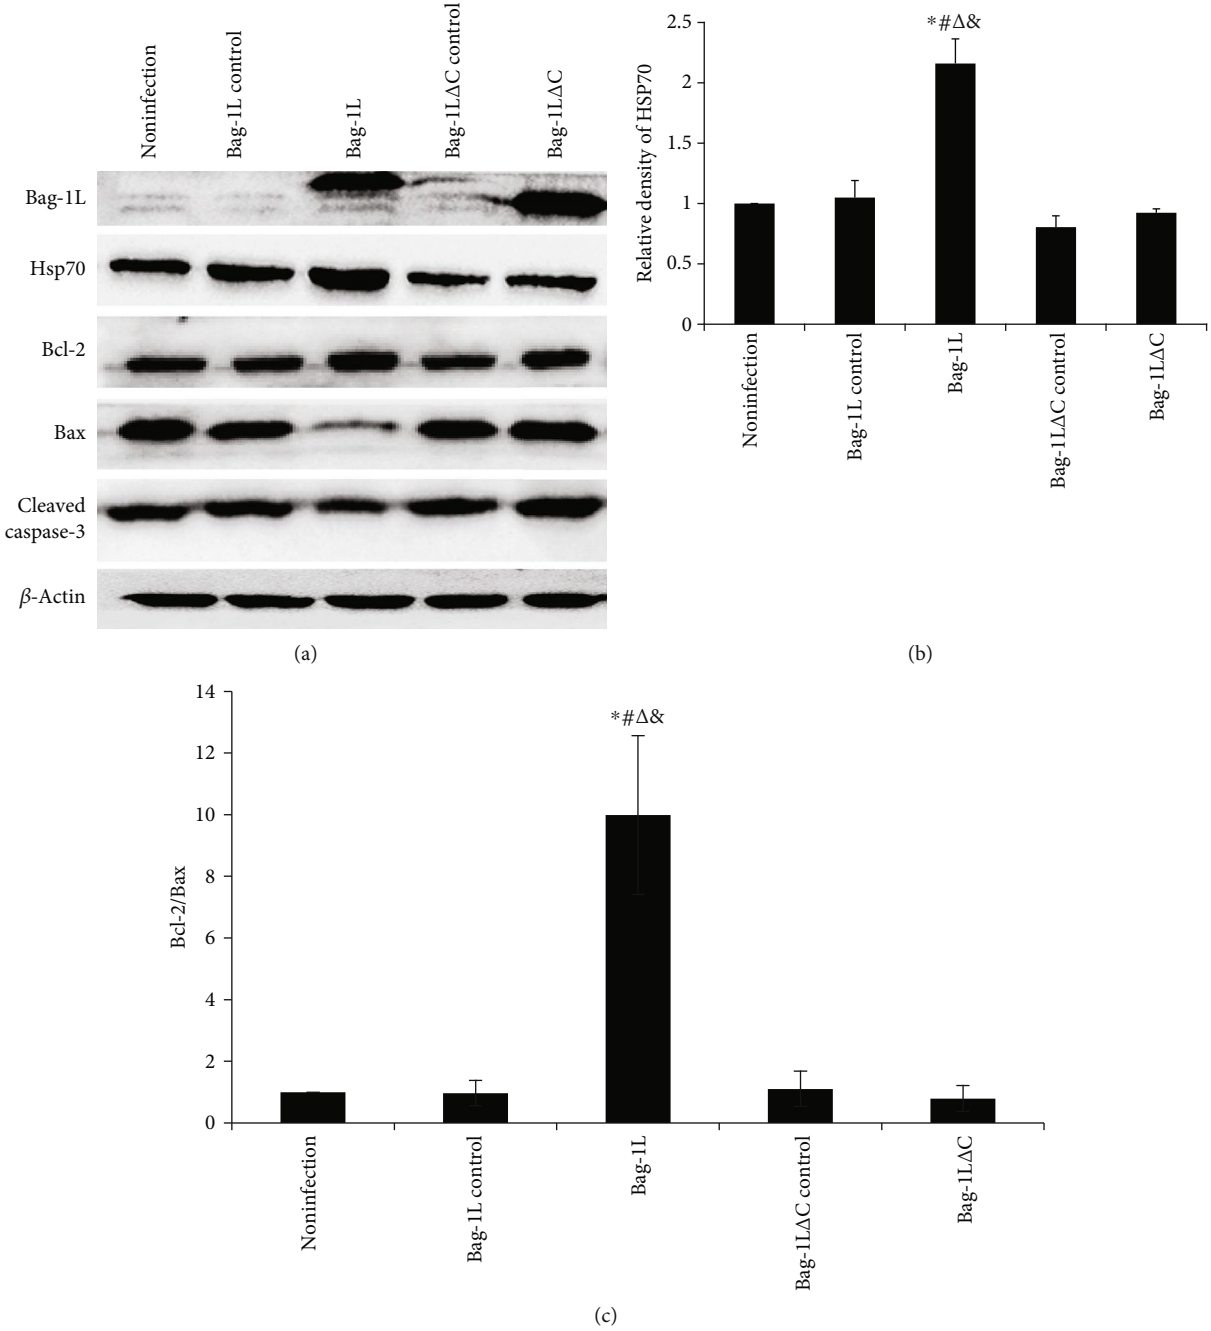 Noninfection
Bag-1L control
Bag-1L
Bag-1LΔC control
Bag-1LΔC
Bag-1L
Hsp70
Bcl-2
Bax
Cleaved
caspase-3
β-Actin
(a)
2.5
2
1.5
1
0.5
0
Relative density of HSP70
*#Δ&
Noninfection
Bag-1L control
Bag-1L
Bag-1LΔC control
Bag-1LΔC
(b)
14
12
10
8
6
4
2
0
Bcl-2/Bax
*#Δ&
Noninfection
Bag-1L control
Bag-1L
Bag-1LΔC control
Bag-1LΔC
(c)